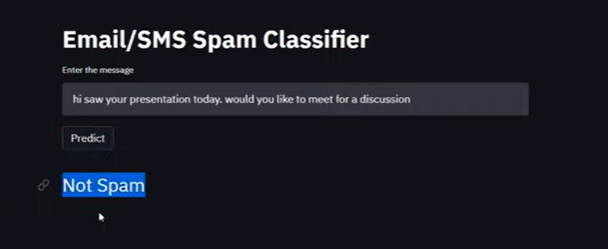 Email/SMS Spam Classifier
Enter the message
hi saw your presentation today. would you like to meet for a discussion
Predict
Not Spam